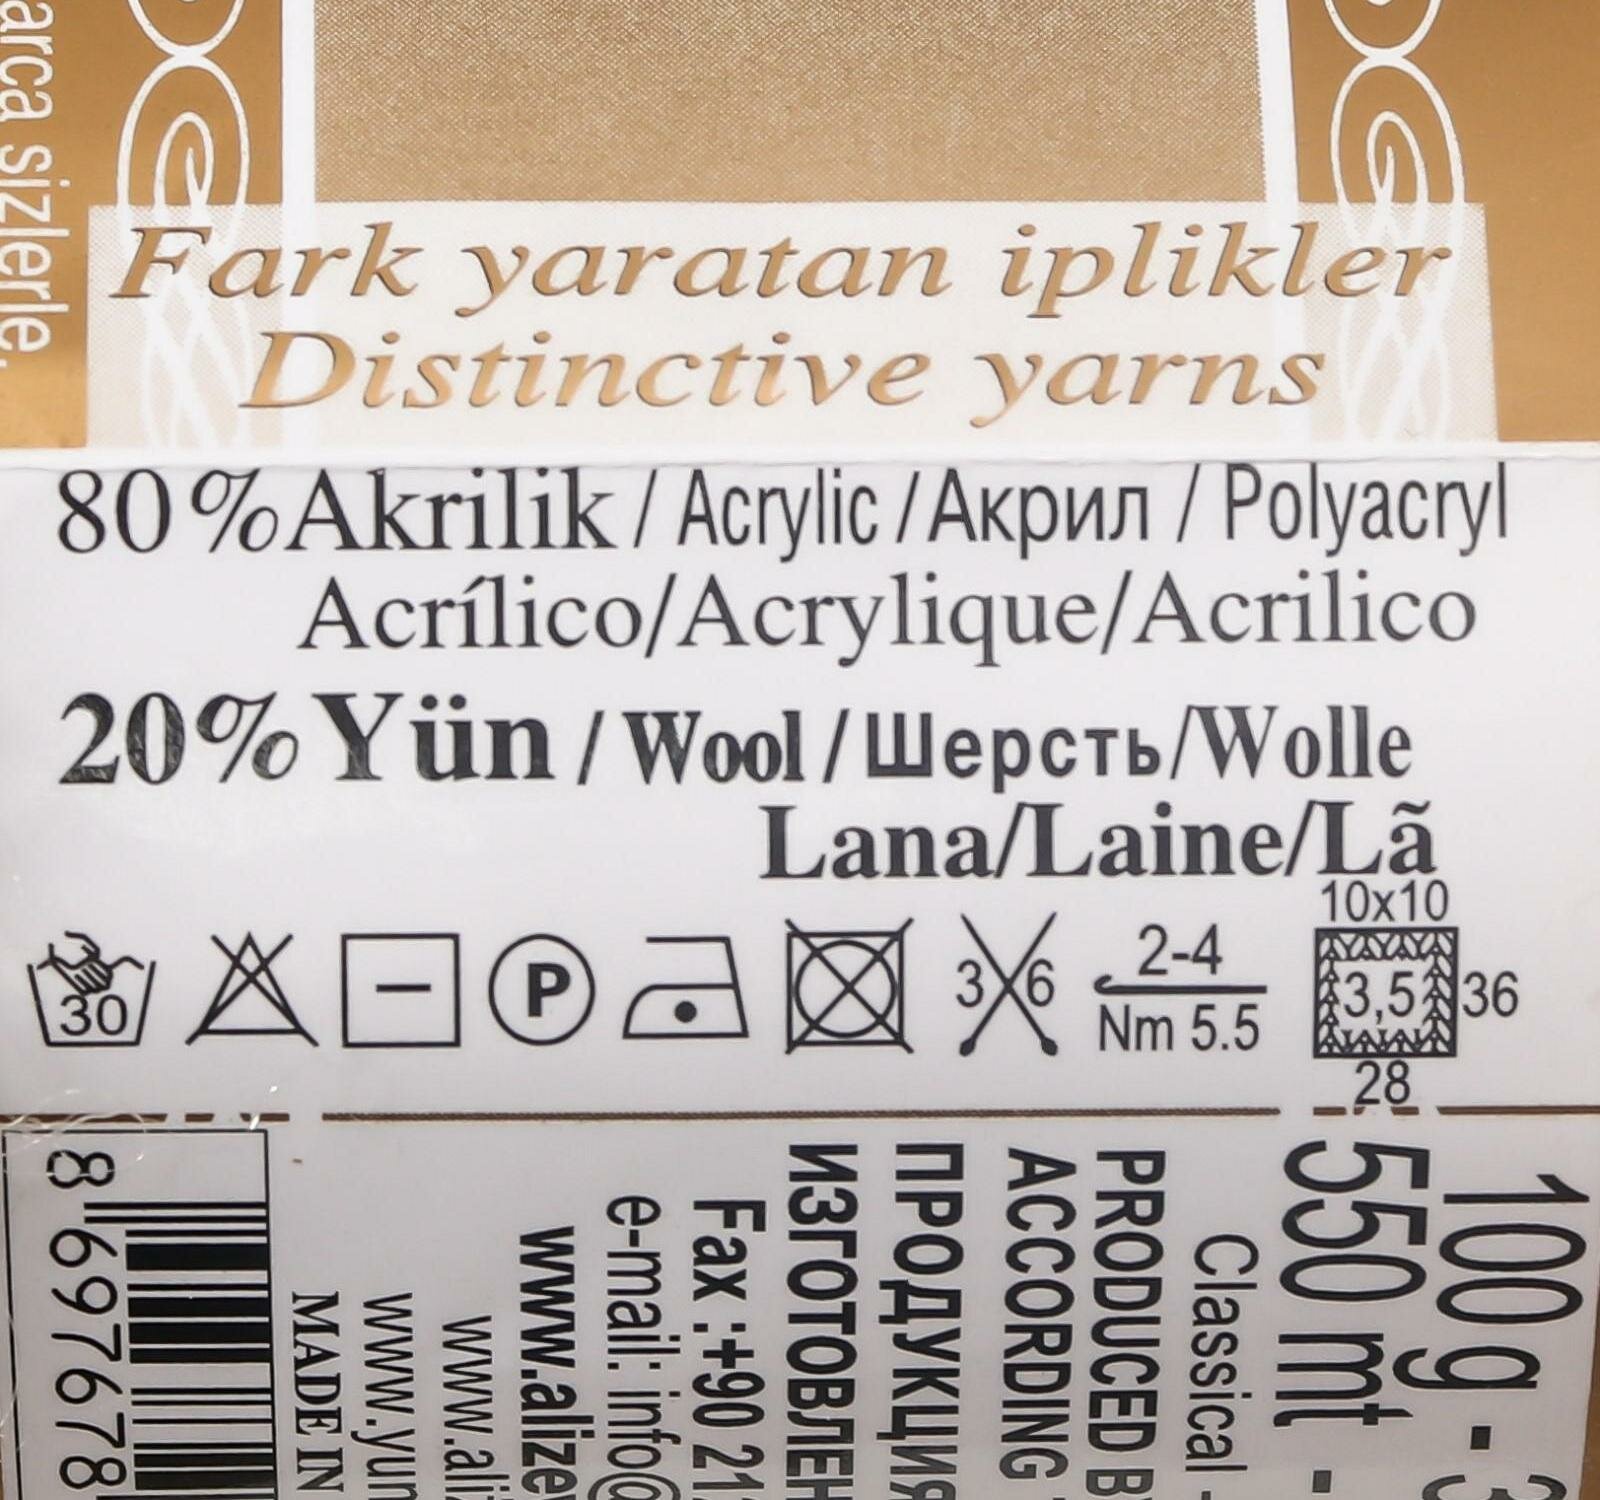 arca sizlerle.
Fark yaratan iplikler
Distinctive yarns
80% Akrilik / Acrylic / Акрил / Polyacryl
Acrílico/Acrylique/Acrilico
20% Yün / Wool / Шерсть/Wolle
Lana/Laine/Lã
30
P
3 6
2-4
Nm 5.5
10x10
3,5
36
28
100 g -
550 mt -
Classical -
PRODUCED B
ACCORDING
ПРОДУКЦИЯ
ИЗГОТОВЛЕН
Fax :+90 21
e-mail: info@
www.alize
www.ali
www.yun
MADE IN
8 697678